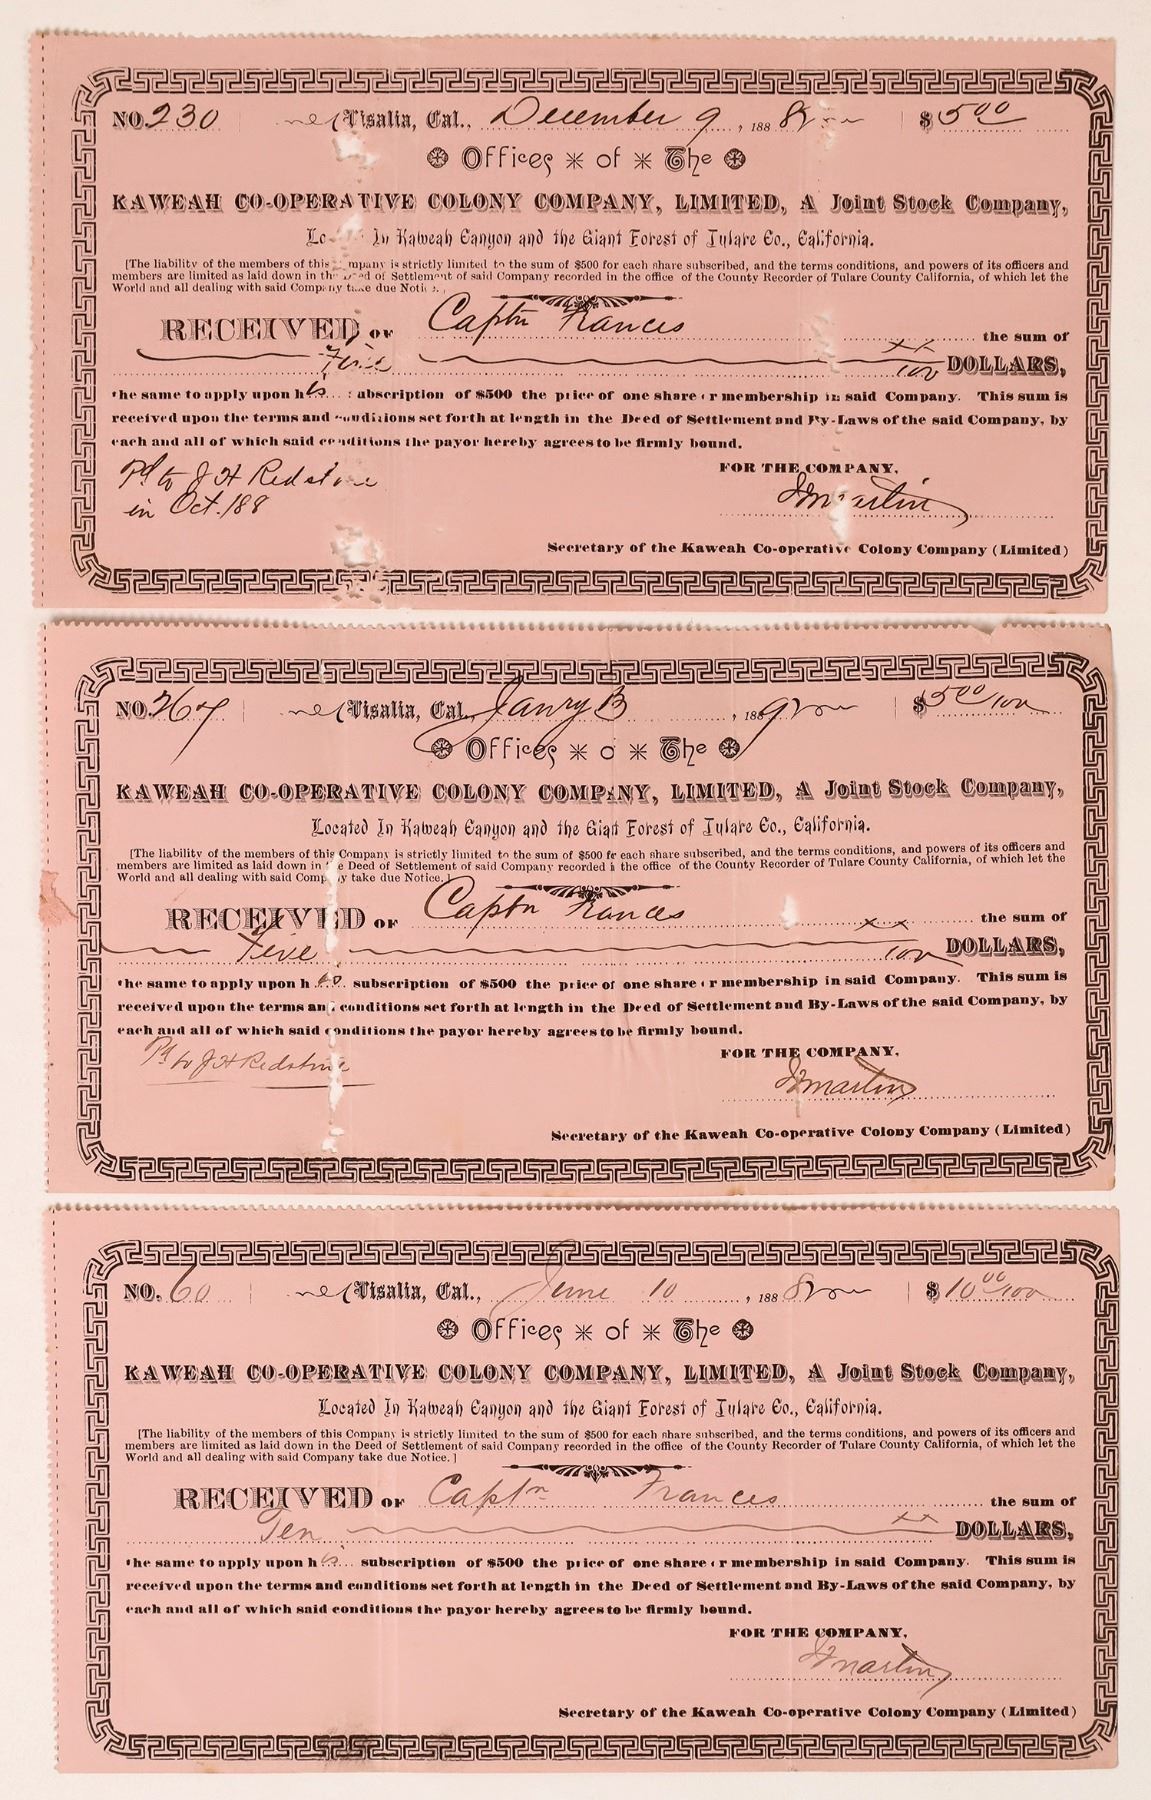 NO. 230 Visalia, Cal., December 9, 1888 $ 5 00
Offices * of * The
KAWEAH CO-OPERATIVE COLONY COMPANY, LIMITED, A Joint Stock Company,
In Kaweah Canyon and the Giant Forest of Tulare Co., California.
[The liability of the members of this mpany is strictly limited to the sum of $500 for each share subscribed, and the terms conditions, and powers of its officers and
members are limited as laid down in th ed of Settlement of said Company recorded in the office of the County Recorder of Tulare County California, of which let the
World and all dealing with said Company take due Notice.]
RECEIVED OF Captn Frances the sum of
Five xx/100 DOLLARS,
the same to apply upon his subscription of $500 the price of one share or membership in said Company. This sum is
received upon the terms and conditions set forth at length in the Deed of Settlement and By-Laws of the said Company, by
each and all of which said conditions the payor hereby agrees to be firmly bound.
Pd to J H Redstone
in Oct. 188
FOR THE COMPANY,
Martin
Secretary of the Kaweah Co-operative Colony Company (Limited)
NO. 267 Visalia, Cal. Janry 13, 1889 $ 5 00/100
Offices * o * The
KAWEAH CO-OPERATIVE COLONY COMPANY, LIMITED, A Joint Stock Company,
Located In Kaweah Canyon and the Giant Forest of Tulare Co., California.
[The liability of the members of this Company is strictly limited to the sum of $500 fr each share subscribed, and the terms conditions, and powers of its officers and
members are limited as laid down in the Deed of Settlement of said Company recorded in the office of the County Recorder of Tulare County California, of which let the
World and all dealing with said Company take due Notice.]
RECEIVED OF Captn Frances the sum of
Five xx/100 DOLLARS,
the same to apply upon his subscription of $500 the price of one share or membership in said Company. This sum is
received upon the terms and conditions set forth at length in the Deed of Settlement and By-Laws of the said Company, by
each and all of which said conditions the payor hereby agrees to be firmly bound.
Pd to J H Redstone
FOR THE COMPANY,
Martin
Secretary of the Kaweah Co-operative Colony Company (Limited)
NO. 60 Visalia, Cal., June 10, 1888 $ 10 00/100
Offices * of * The
KAWEAH CO-OPERATIVE COLONY COMPANY, LIMITED, A Joint Stock Company,
Located In Kaweah Canyon and the Giant Forest of Tulare Co., California.
[The liability of the members of this Company is strictly limited to the sum of $500 for each share subscribed, and the terms conditions, and powers of its officers and
members are limited as laid down in the Deed of Settlement of said Company recorded in the office of the County Recorder of Tulare County California, of which let the
World and all dealing with said Company take due Notice.]
RECEIVED OF Captn Frances the sum of
Ten xx DOLLARS,
the same to apply upon his subscription of $500 the price of one share or membership in said Company. This sum is
received upon the terms and conditions set forth at length in the Deed of Settlement and By-Laws of the said Company, by
each and all of which said conditions the payor hereby agrees to be firmly bound.
FOR THE COMPANY,
Martin
Secretary of the Kaweah Co-operative Colony Company (Limited)